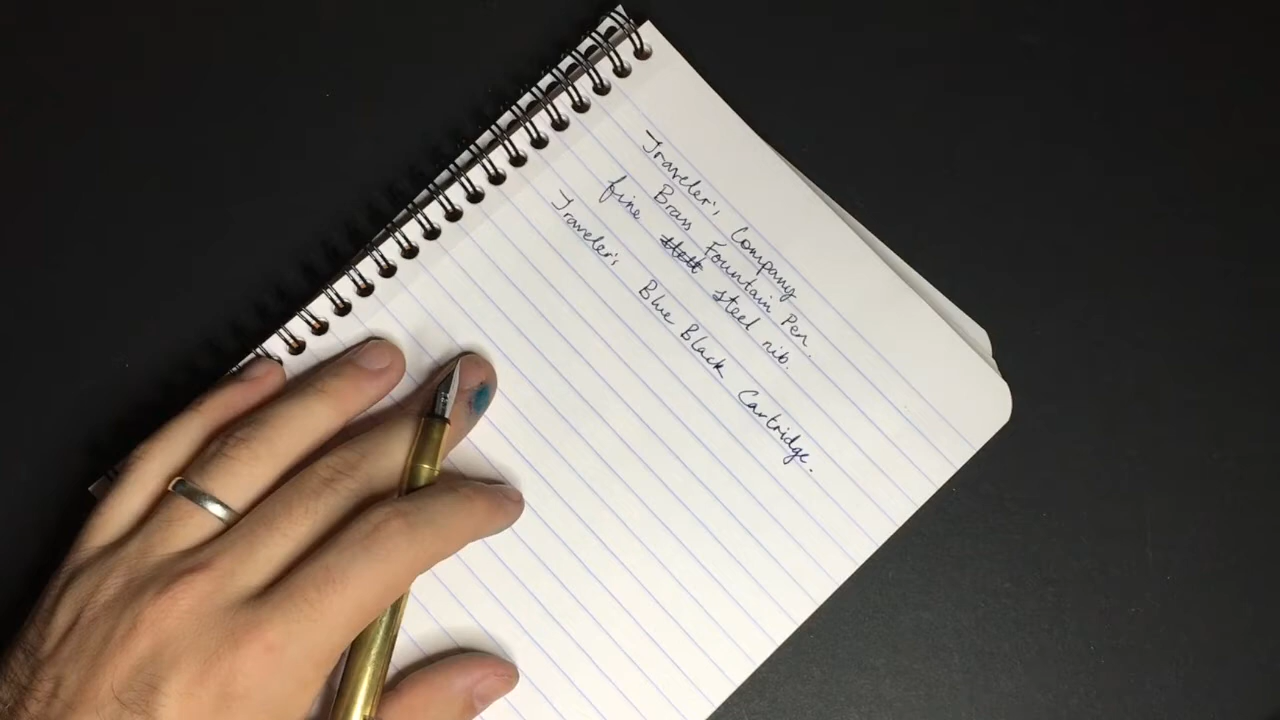 Traveler's Company
Brass Fountain Pen.
fine steel nib.
Traveler's Blue Black Cartridge.